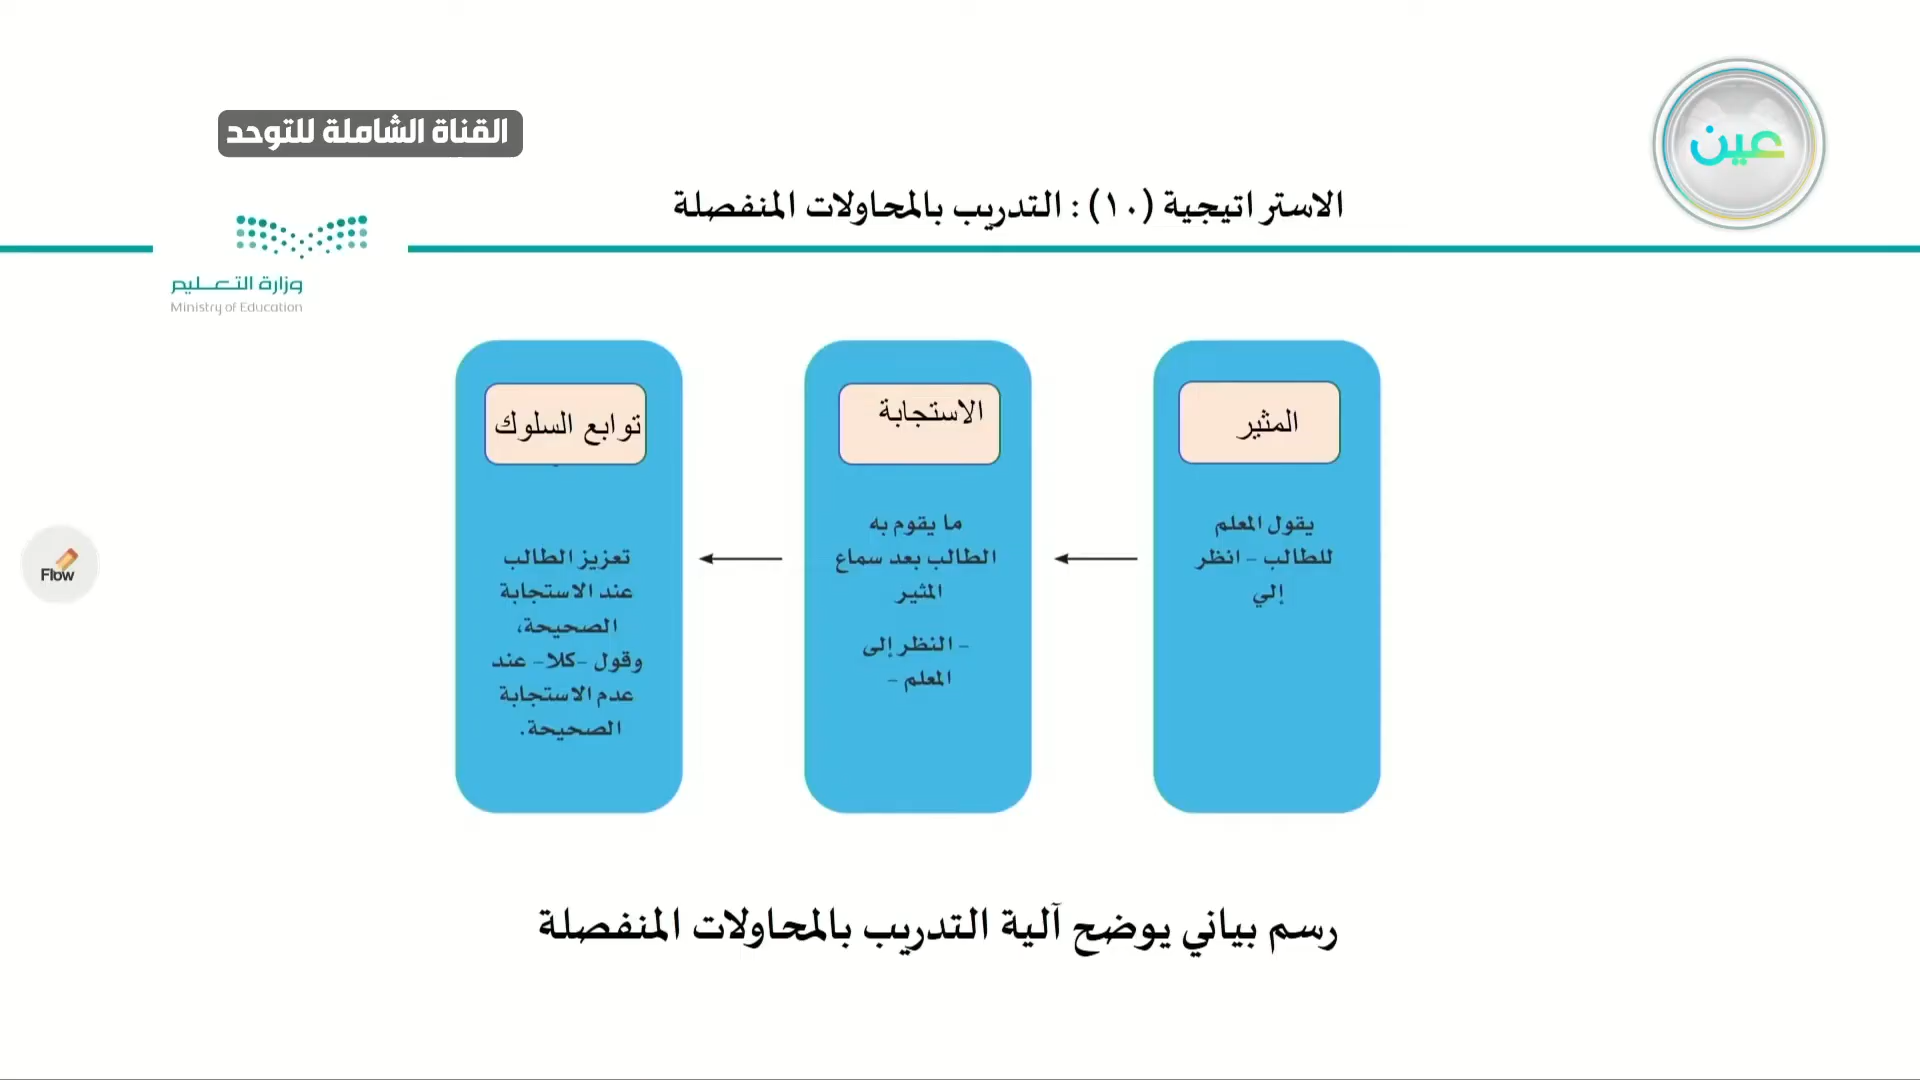 القناة الشاملة للتوحد
عين
الاستراتيجية (١٠) : التدريب بالمحاولات المنفصلة
وزارة التعليم
Ministry of Education
المثير
يقول المعلم
للطالب – انظر
إلي
الاستجابة
ما يقوم به
الطالب بعد سماع
المثير
– النظر إلى
المعلم –
توابع السلوك
تعزيز الطالب
عند الاستجابة
الصحيحة،
وقول -كلا- عند
عدم الاستجابة
الصحيحة.
Flow
رسم بياني يوضح آلية التدريب بالمحاولات المنفصلة